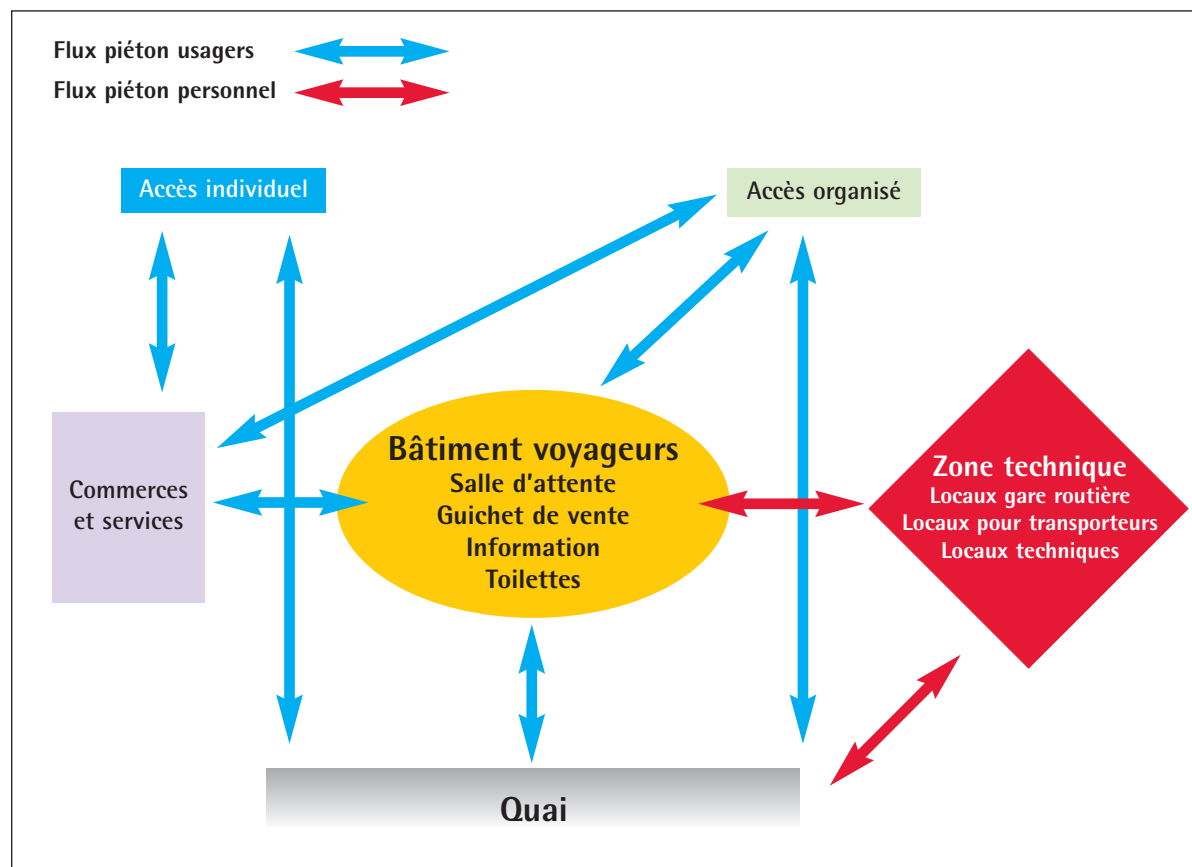 Flux piéton usagers
Flux piéton personnel
Accès individuel
Accès organisé
Commerces
et services
Bâtiment voyageurs
Salle d'attente
Guichet de vente
Information
Toilettes
Zone technique
Locaux gare routière
Locaux pour transporteurs
Locaux techniques
Quai